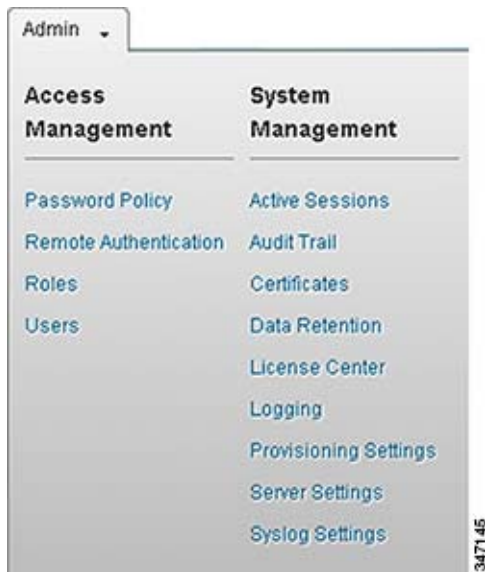 Admin
Access
Management
Password Policy
Remote Authentication
Roles
Users
System
Management
Active Sessions
Audit Trail
Certificates
Data Retention
License Center
Logging
Provisioning Settings
Server Settings
Syslog Settings
347145